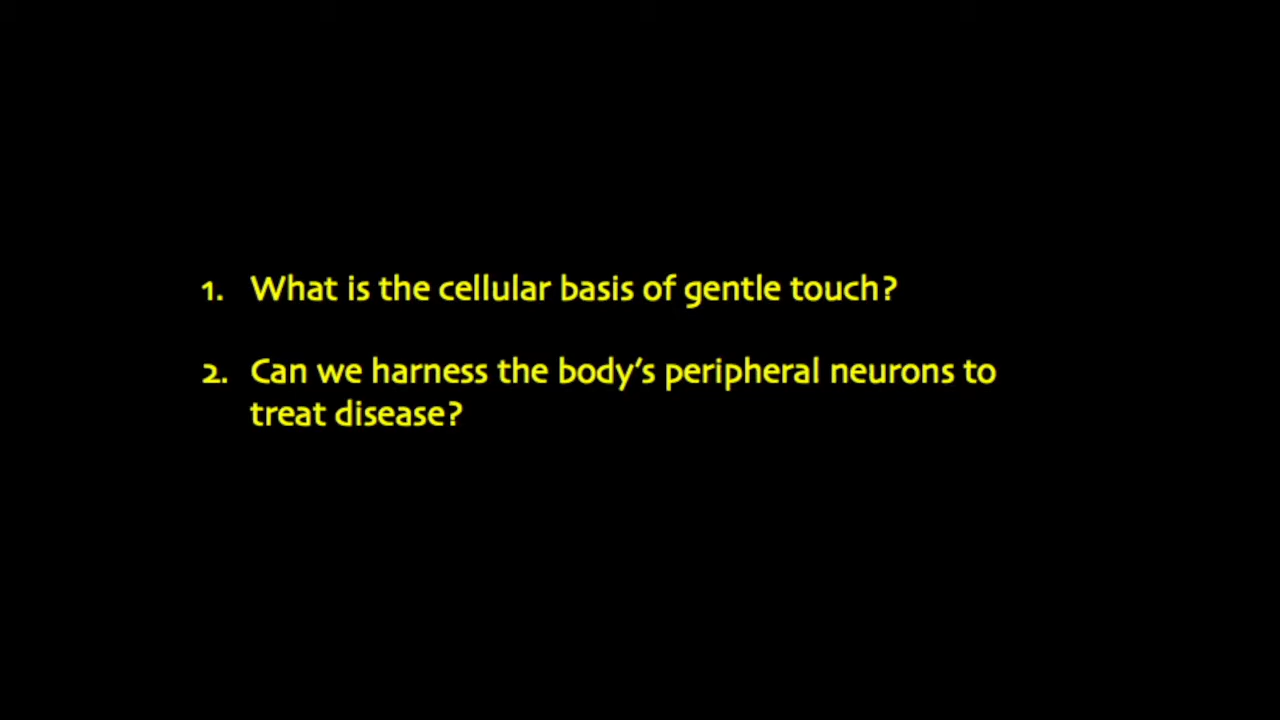 1. What is the cellular basis of gentle touch?
2. Can we harness the body’s peripheral neurons to
treat disease?